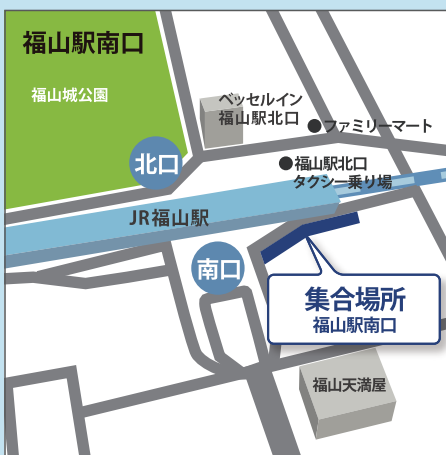 福山駅南口
福山城公園
ベッセルイン
福山駅北口
ファミリーマート
北口
福山駅北口
タクシー乗り場
JR福山駅
南口
集合場所
福山駅南口
福山天満屋